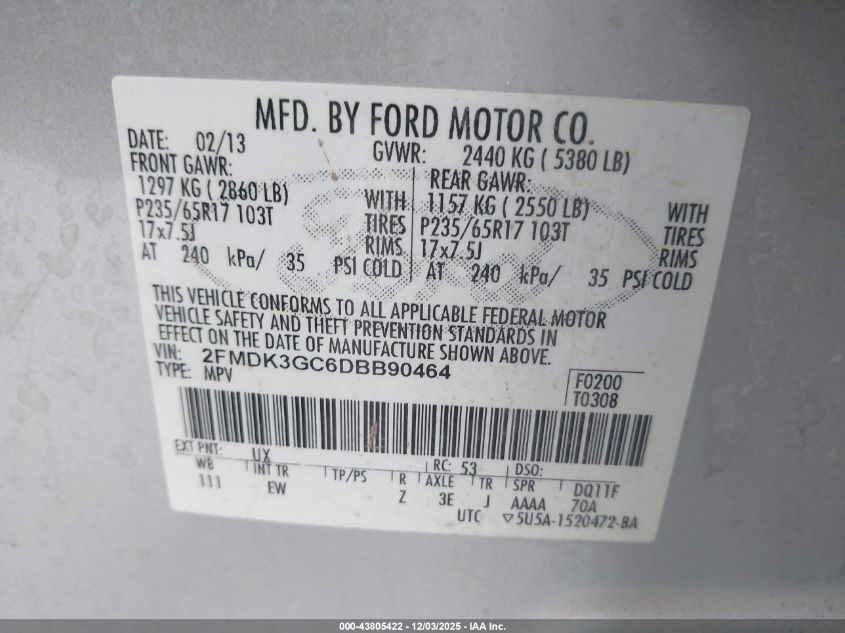 MFD. BY FORD MOTOR CO.
DATE: 02/13 GVWR: 2440 KG ( 5380 LB)
FRONT GAWR: REAR GAWR:
1297 KG ( 2860 LB) WITH 1157 KG ( 2550 LB) WITH
P235/65R17 103T TIRES P235/65R17 103T TIRES
17x7.5J RIMS 17x7.5J RIMS
AT 240 kPa/ 35 PSI COLD AT 240 kPa/ 35 PSI COLD
THIS VEHICLE CONFORMS TO ALL APPLICABLE FEDERAL MOTOR
VEHICLE SAFETY AND THEFT PREVENTION STANDARDS IN
EFFECT ON THE DATE OF MANUFACTURE SHOWN ABOVE.
VIN: 2FMDK3GC6DBB90464
TYPE: MPV
F0200
T0308
EXT PNT: UX RC: 53 DSO:
WB INT TR TP/PS R AXLE TR SPR DQ11F
111 EW Z 3E J AAAA 70A
UTC ▽5U5A-1520472-BA
000-43805422 - 12/03/2025 - IAA Inc.